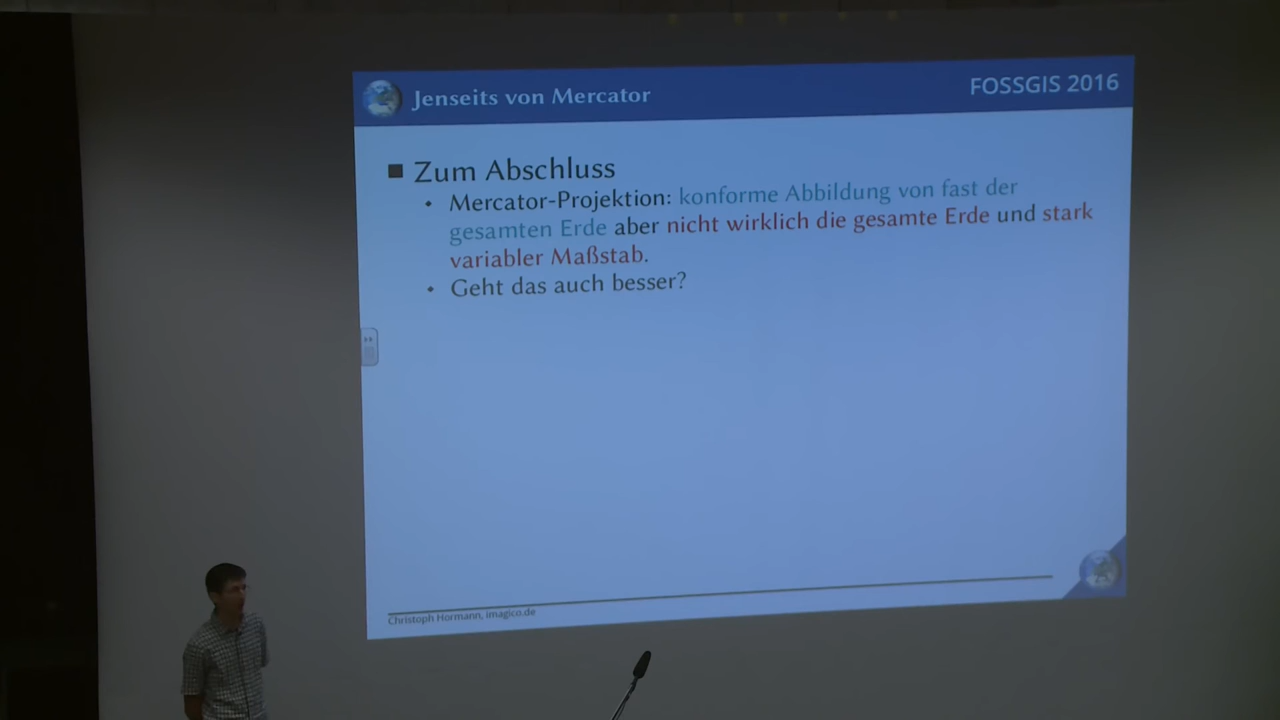 Jenseits von Mercator
FOSSGIS 2016
Zum Abschluss
Mercator-Projektion: konforme Abbildung von fast der
gesamten Erde aber nicht wirklich die gesamte Erde und stark
variabler Maßstab.
Geht das auch besser?
Christoph Hormann, imagico.de